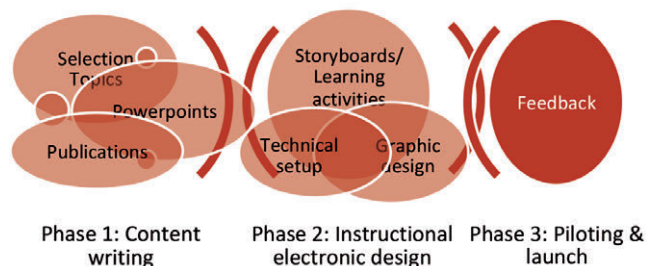 Selection
Topics
Powerpoints
Publications
Storyboards/
Learning
activities
Technical
setup
Graphic
design
Feedback
Phase 1: Content
writing
Phase 2: Instructional
electronic design
Phase 3: Piloting &
launch